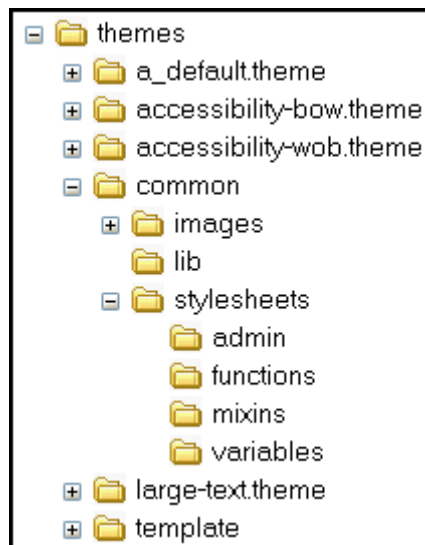 themes
a_default.theme
accessibility-bow.theme
accessibility-wob.theme
common
images
lib
stylesheets
admin
functions
mixins
variables
large-text.theme
template